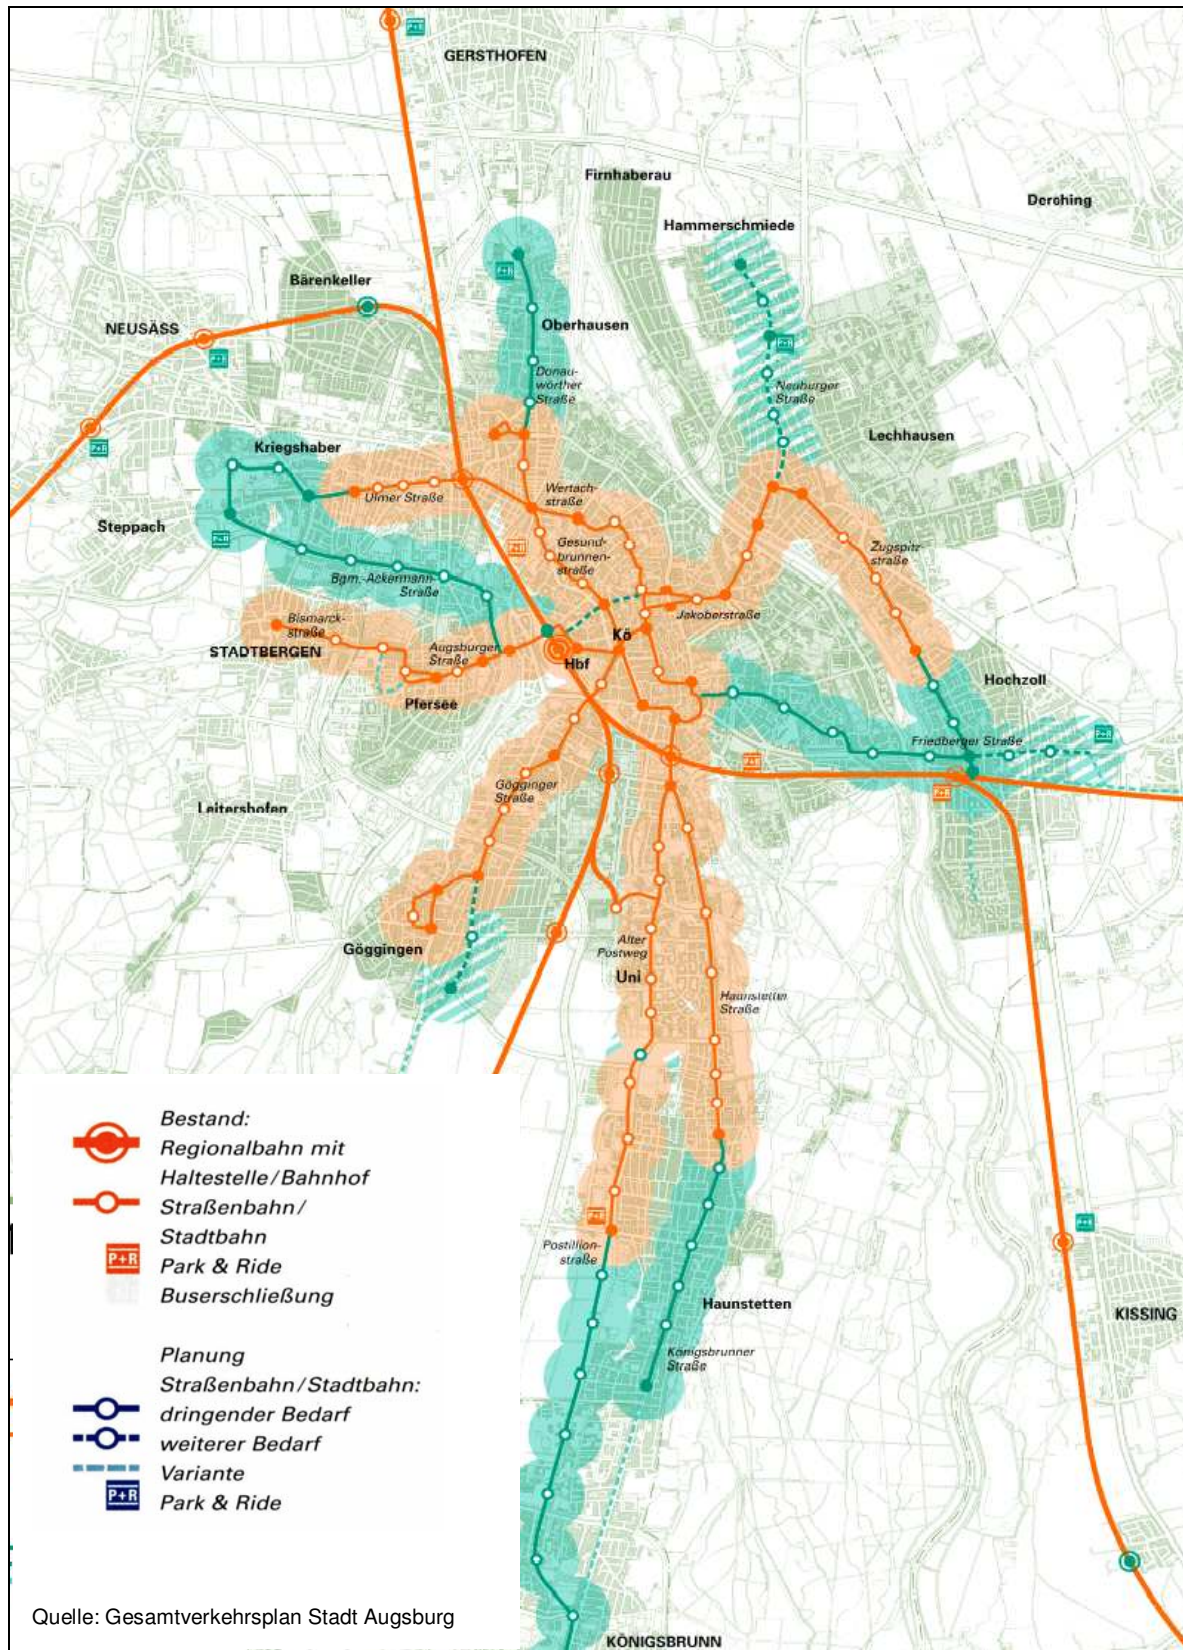 P+R
GERSTHOFEN
Firnhaberau
Derching
Hammerschmiede
Bärenkeller
P+R
Oberhausen
NEUSÄSS
P+R
P+R
Donau-
wörther
Straße
Neuburger
Straße
Lechhausen
P+R
Kriegshaber
Ulmer Straße
Wertach-
straße
Steppach
P+R
Gesund-
brunnen-
straße
P+R
Zugspitz-
straße
Bgm.-Ackermann-
Straße
Jakoberstraße
Bismarck-
straße
Kö
STADTBERGEN
Augsburger
Straße
Hbf
Hochzoll
Pfersee
Friedberger Straße
P+R
P+R
P+R
Gögginger
Straße
Leitershofen
Göggingen
Alter
Postweg
Uni
Haunstetter
Straße
P+R
Postillion-
straße
P+R
Haunstetten
KISSING
Königsbrunner
Straße
KÖNIGSBRUNN
Bestand:
Regionalbahn mit
Haltestelle/Bahnhof
Straßenbahn/
Stadtbahn
P+R Park & Ride
Buserschließung
Planung
Straßenbahn/Stadtbahn:
dringender Bedarf
weiterer Bedarf
Variante
P+R Park & Ride
Quelle: Gesamtverkehrsplan Stadt Augsburg